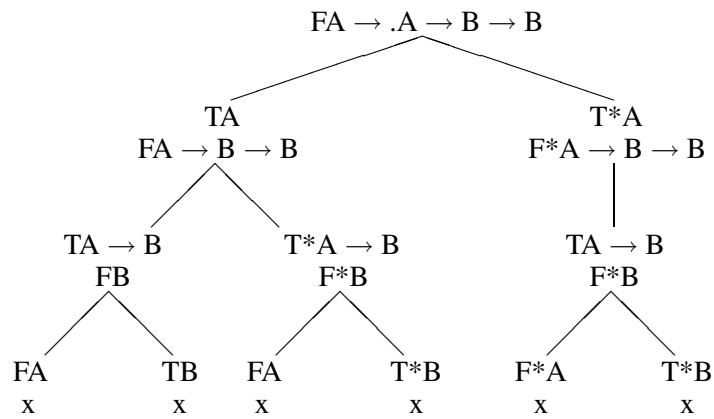 FA → .A → B → B
TA T*A
FA → B → B F*A → B → B
TA → B T*A → B TA → B
FB F*B F*B
FA TB FA T*B F*A T*B
x x x x x x